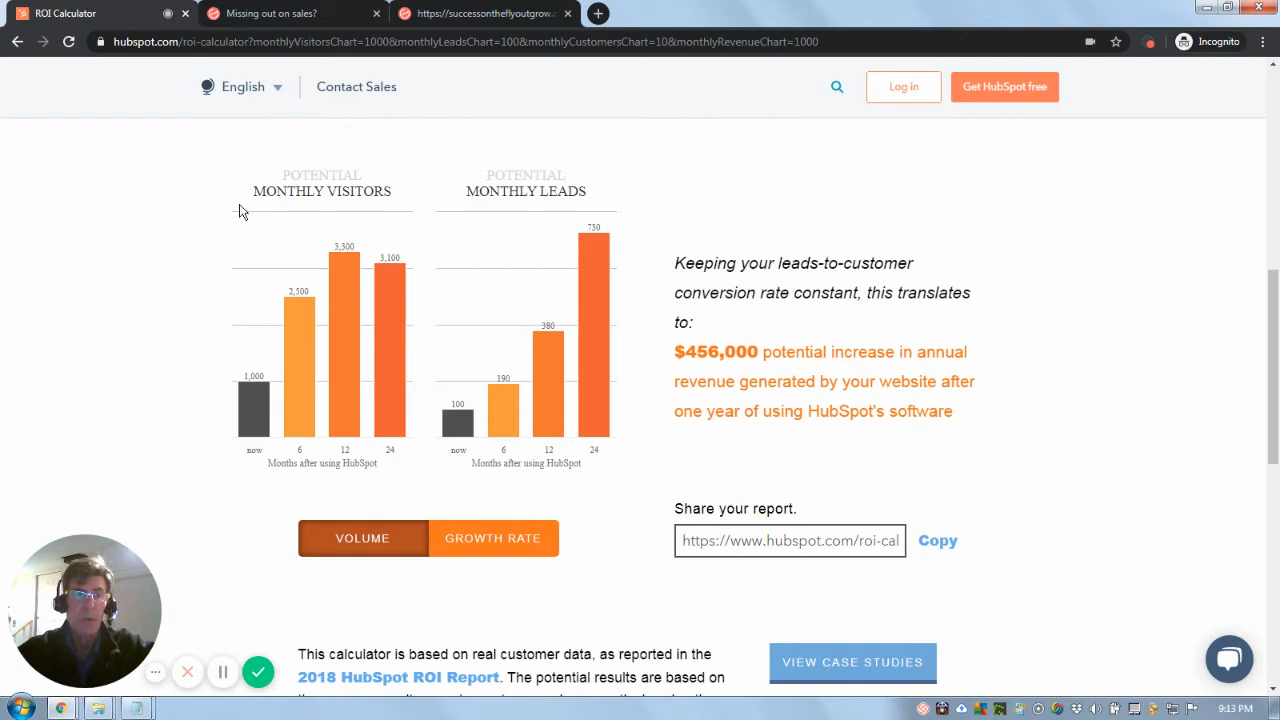 ROI Calculator
Missing out on sales?
https://successontheflyoutgrow.
hubspot.com/roi-calculator?monthlyVisitorsChart=1000&monthlyLeadsChart=100&monthlyCustomersChart=10&monthlyRevenueChart=1000
Incognito
English
Contact Sales
Log in
Get HubSpot free
POTENTIAL
MONTHLY VISITORS
1,000
2,500
3,300
3,100
now 6 12 24
Months after using HubSpot
POTENTIAL
MONTHLY LEADS
100
190
380
730
now 6 12 24
Months after using HubSpot
VOLUME
GROWTH RATE
Keeping your leads-to-customer
conversion rate constant, this translates
to:
$456,000 potential increase in annual
revenue generated by your website after
one year of using HubSpot's software
Share your report.
https://www.hubspot.com/roi-cal
Copy
This calculator is based on real customer data, as reported in the
2018 HubSpot ROI Report. The potential results are based on
VIEW CASE STUDIES
9:13 PM